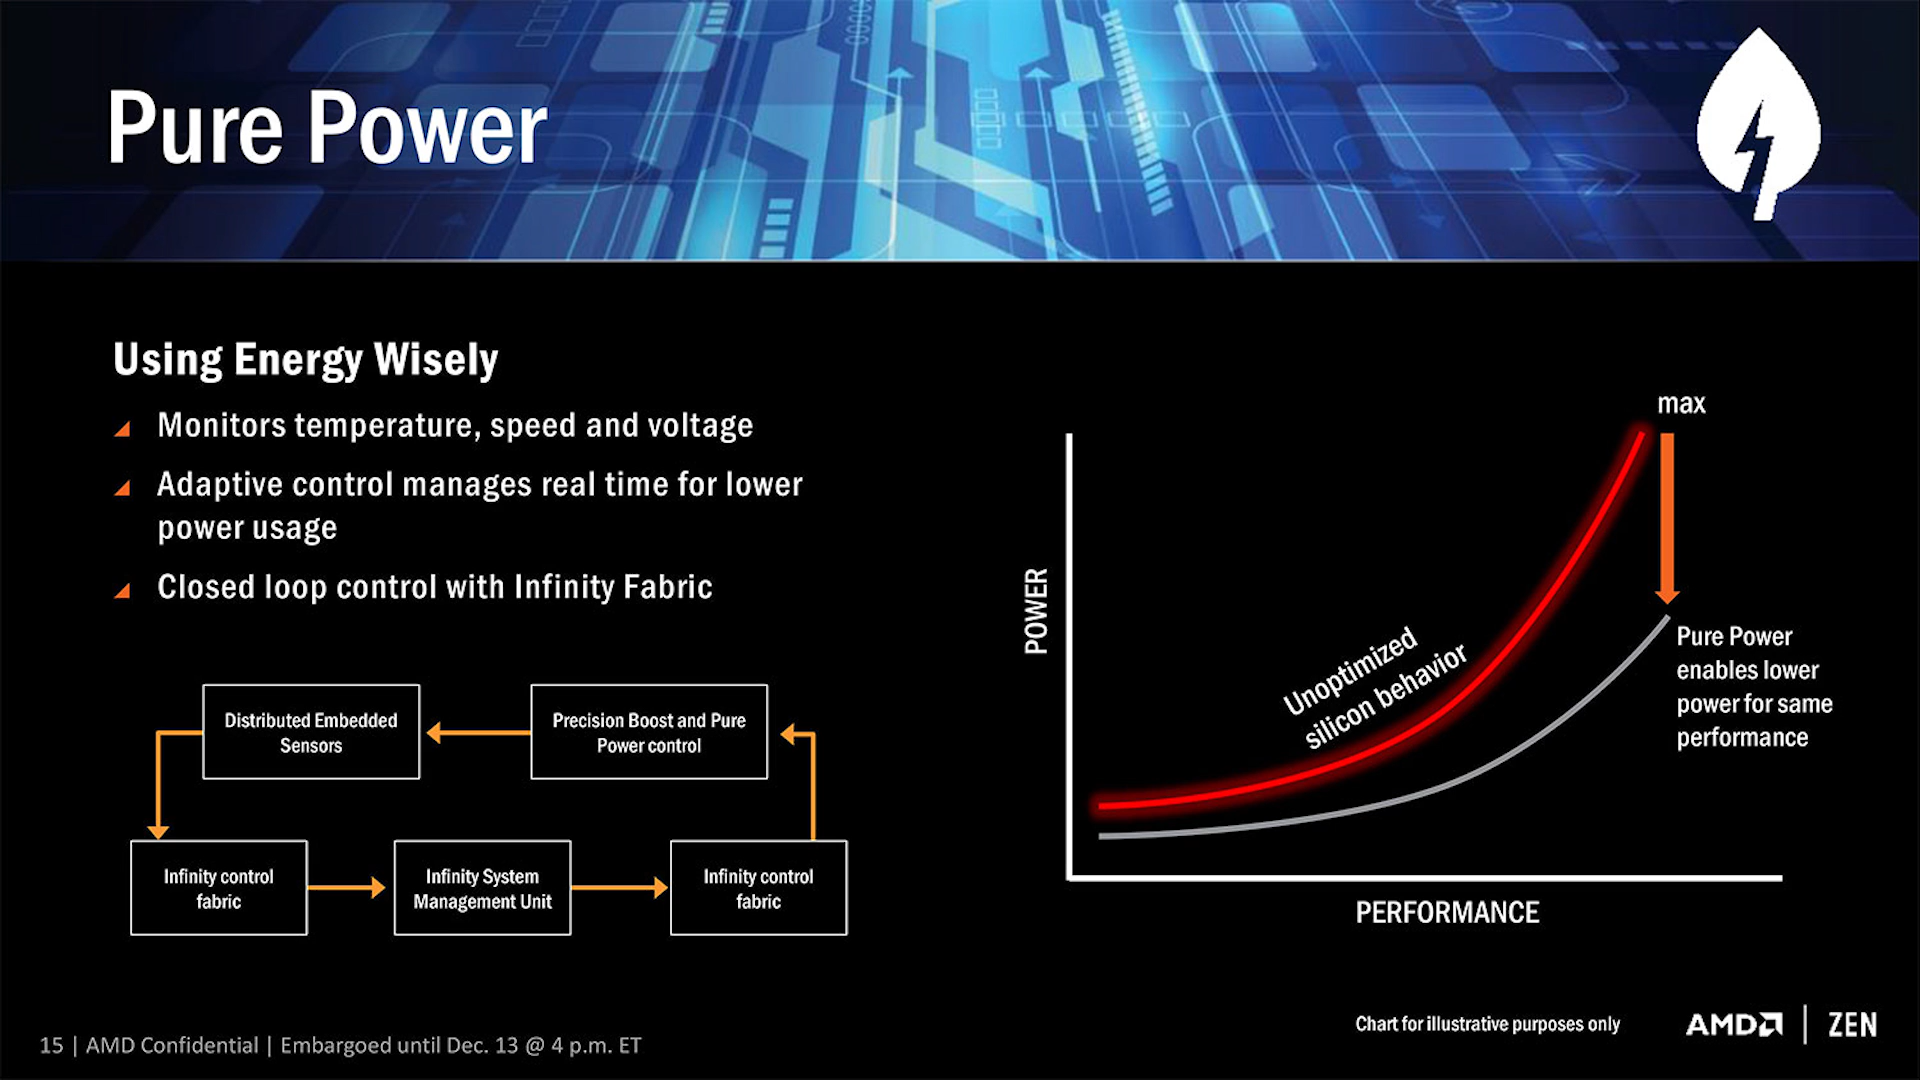 Pure Power
Using Energy Wisely
Monitors temperature, speed and voltage
Adaptive control manages real time for lower
power usage
Closed loop control with Infinity Fabric
Distributed Embedded
Sensors
Precision Boost and Pure
Power control
Infinity control
fabric
Infinity System
Management Unit
Infinity control
fabric
max
POWER
Unoptimized
silicon behavior
Pure Power
enables lower
power for same
performance
PERFORMANCE
Chart for illustrative purposes only
AMD | ZEN
15 | AMD Confidential | Embargoed until Dec. 13 @ 4 p.m. ET